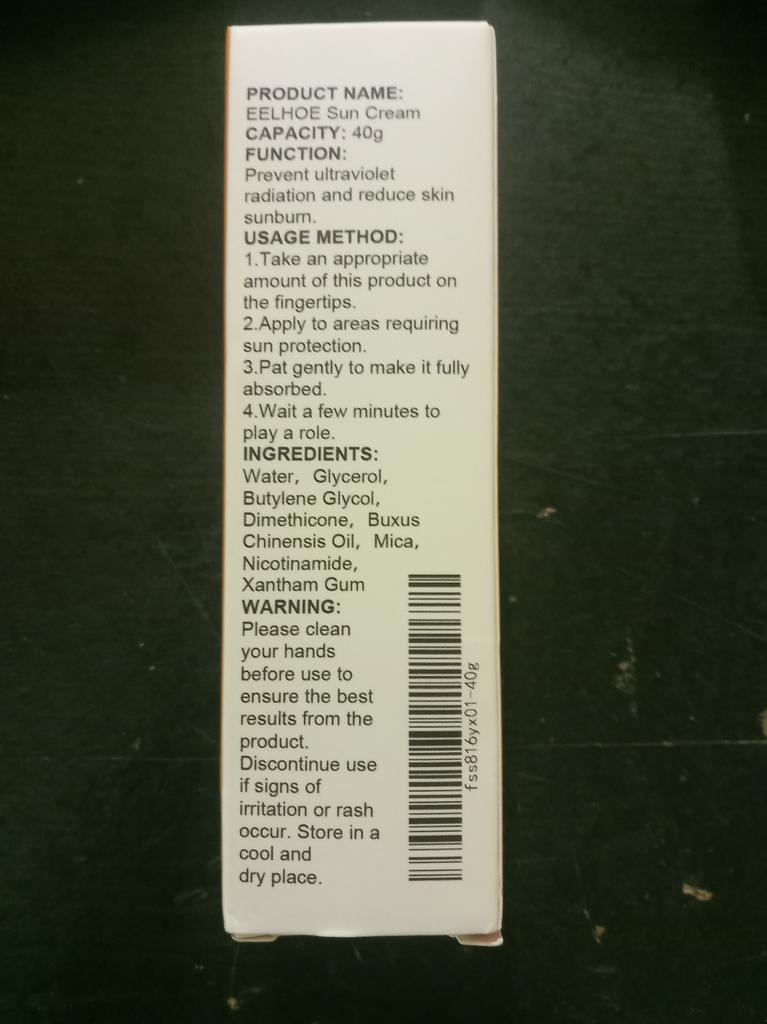 PRODUCT NAME:
EELHOE Sun Cream
CAPACITY: 40g
FUNCTION:
Prevent ultraviolet
radiation and reduce skin
sunburn.
USAGE METHOD:
1.Take an appropriate
amount of this product on
the fingertips.
2.Apply to areas requiring
sun protection.
3.Pat gently to make it fully
absorbed.
4.Wait a few minutes to
play a role.
INGREDIENTS:
Water, Glycerol,
Butylene Glycol,
Dimethicone, Buxus
Chinensis Oil, Mica,
Nicotinamide,
Xantham Gum
WARNING:
Please clean
your hands
before use to
ensure the best
results from the
product.
Discontinue use
if signs of
irritation or rash
occur. Store in a
cool and
dry place.
fss816yx01-40g